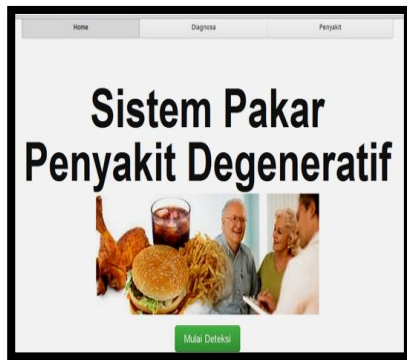 Home Diagnosa Penyakit
Sistem Pakar
Penyakit Degeneratif
Mulai Deteksi